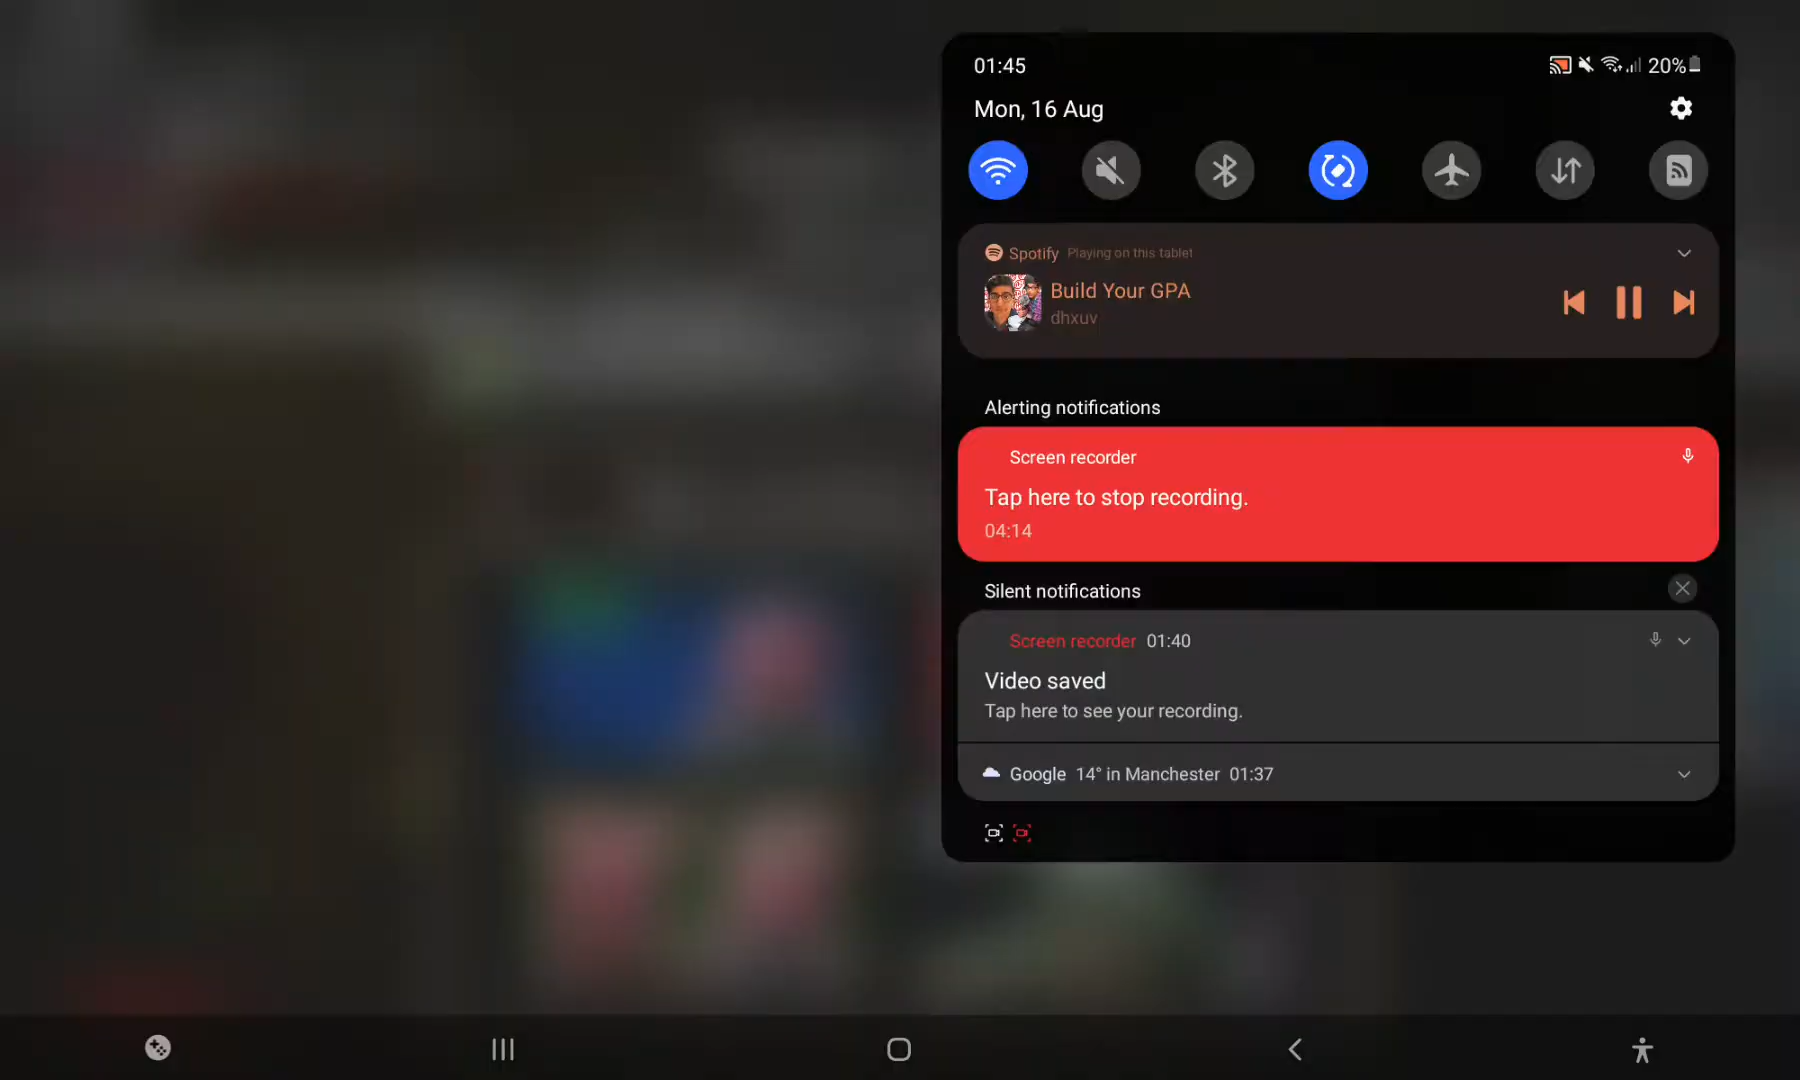 01:45
20%
Mon, 16 Aug
Spotify Playing on this tablet
Build Your GPA
dhxuv
Alerting notifications
Screen recorder
Tap here to stop recording.
04:14
Silent notifications
Screen recorder 01:40
Video saved
Tap here to see your recording.
Google 14° in Manchester 01:37